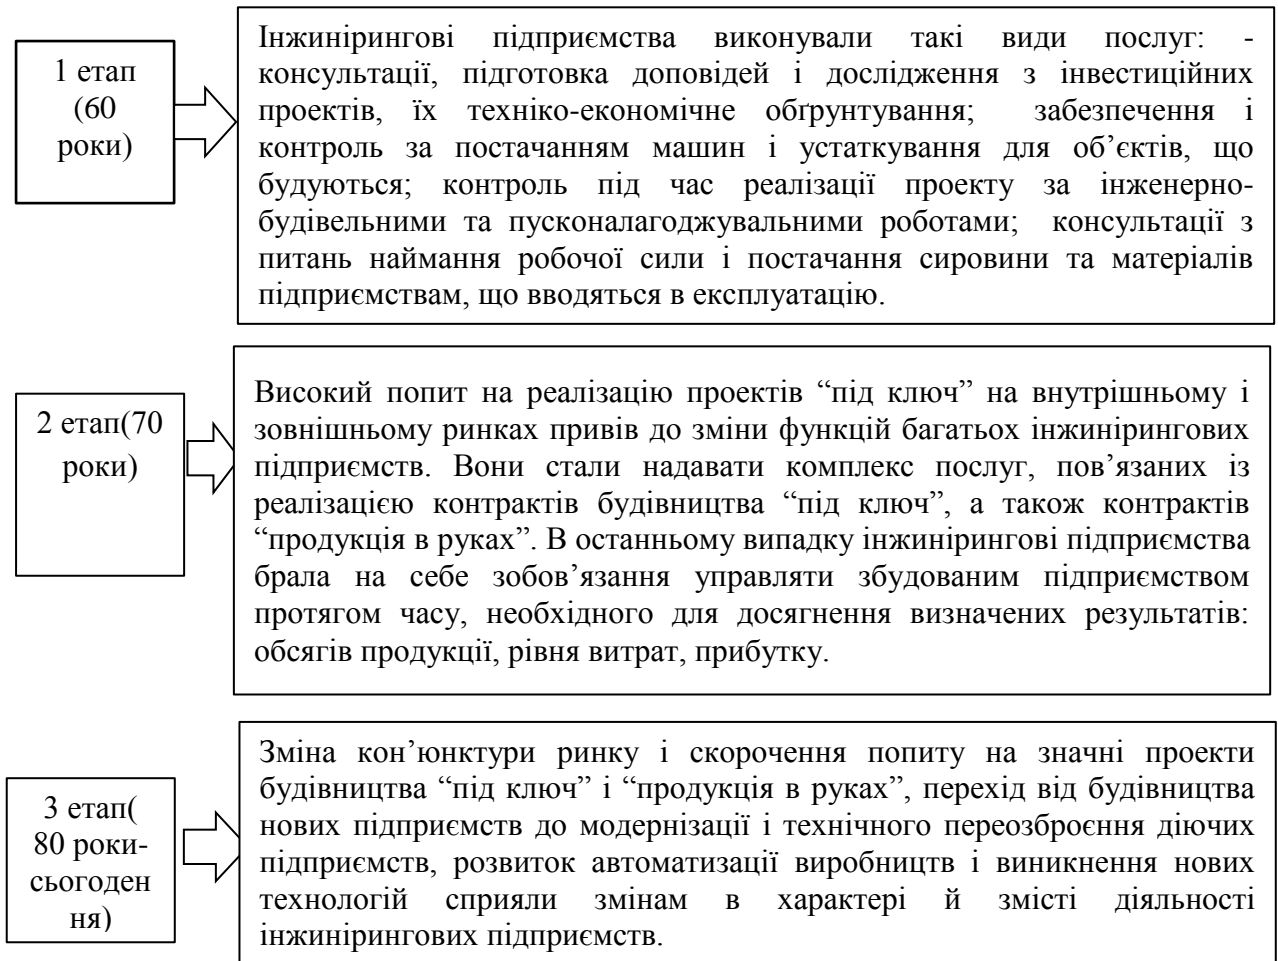 1 етап
(60
роки)
Інжинірингові підприємства виконували такі види послуг: -
консультації, підготовка доповідей і дослідження з інвестиційних
проектів, їх техніко-економічне обґрунтування; забезпечення і
контроль за постачанням машин і устаткування для об’єктів, що
будуються; контроль під час реалізації проекту за інженерно-
будівельними та пусконалагоджувальними роботами; консультації з
питань наймання робочої сили і постачання сировини та матеріалів
підприємствам, що вводяться в експлуатацію.
2 етап(70
роки)
Високий попит на реалізацію проектів “під ключ” на внутрішньому і
зовнішньому ринках привів до зміни функцій багатьох інжинірингових
підприємств. Вони стали надавати комплекс послуг, пов’язаних із
реалізацією контрактів будівництва “під ключ”, а також контрактів
“продукція в руках”. В останньому випадку інжинірингові підприємства
брала на себе зобов’язання управляти збудованим підприємством
протягом часу, необхідного для досягнення визначених результатів:
обсягів продукції, рівня витрат, прибутку.
3 етап(
80 роки-
сьогоден
ня)
Зміна кон’юнктури ринку і скорочення попиту на значні проекти
будівництва “під ключ” і “продукція в руках”, перехід від будівництва
нових підприємств до модернізації і технічного переозброєння діючих
підприємств, розвиток автоматизації виробництв і виникнення нових
технологій сприяли змінам в характері й змісті діяльності
інжинірингових підприємств.